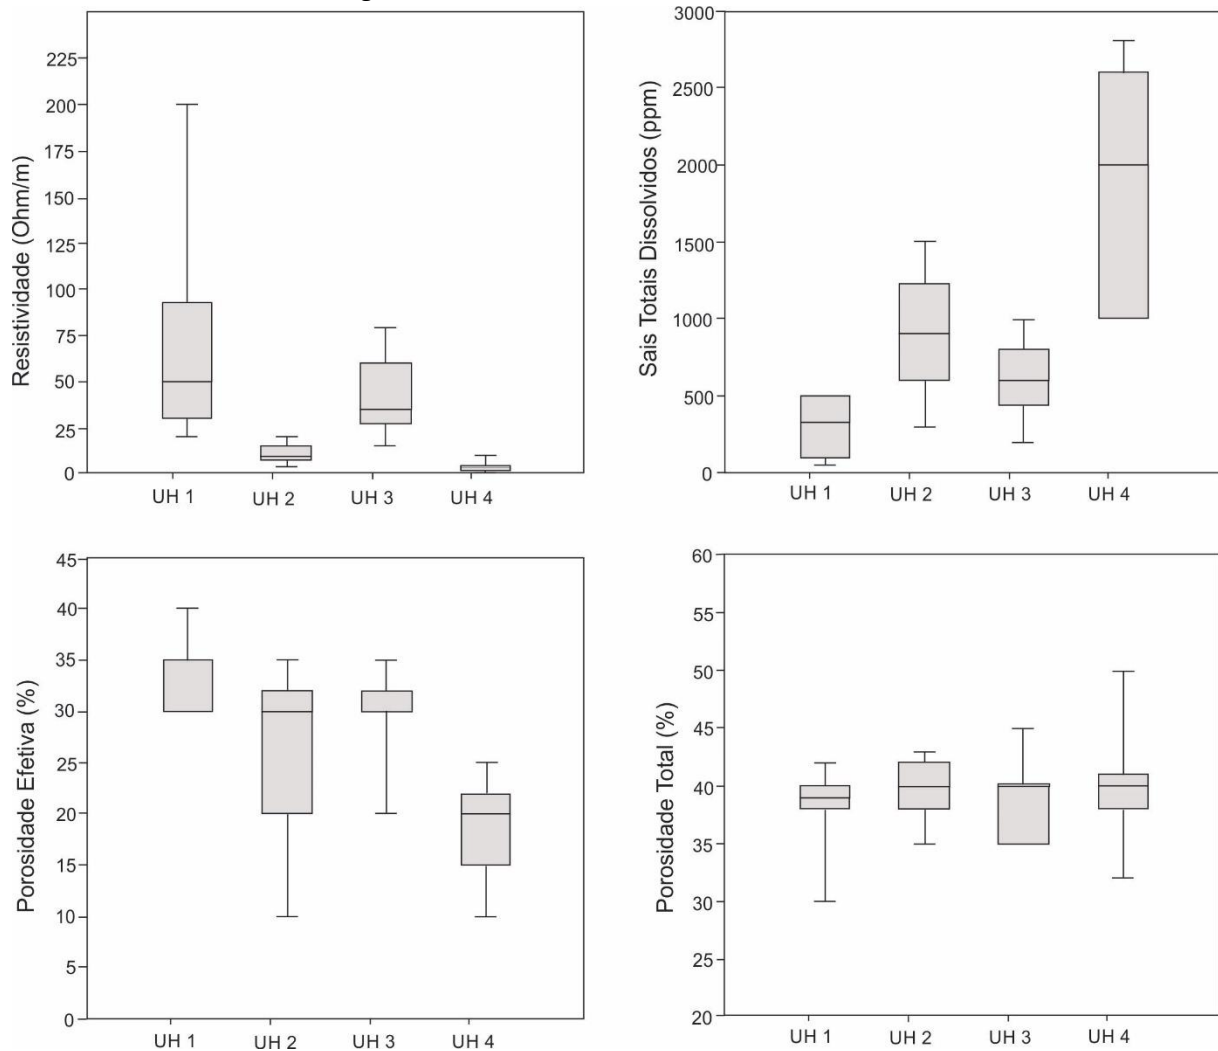 Resistividade (Ohm/m)
225
200
175
150
125
100
75
50
25
0
UH 1
UH 2
UH 3
UH 4
Sais Totais Dissolvidos (ppm)
3000
2500
2000
1500
1000
500
0
UH 1
UH 2
UH 3
UH 4
Porosidade Efetiva (%)
45
40
35
30
25
20
15
10
5
0
UH 1
UH 2
UH 3
UH 4
Porosidade Total (%)
60
55
50
45
40
35
30
25
20
UH 1
UH 2
UH 3
UH 4